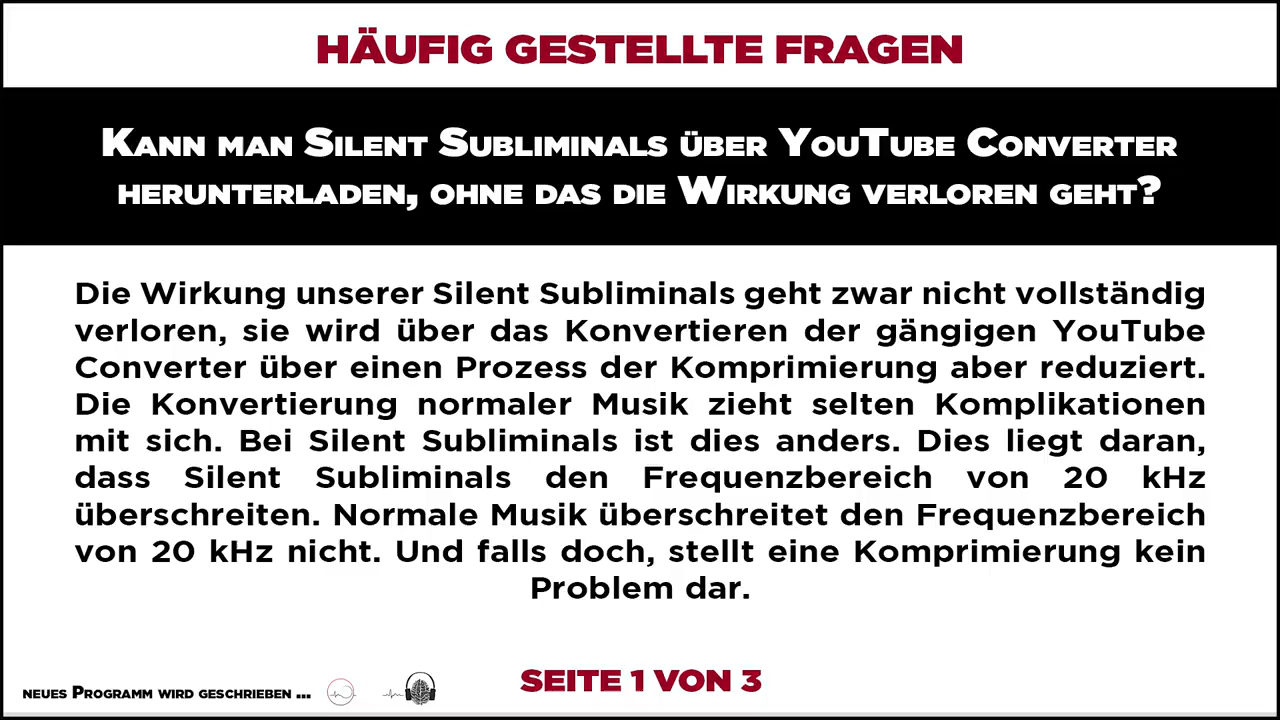 HÄUFIG GESTELLTE FRAGEN
Kann man Silent Subliminals über YouTube Converter
herunterladen, ohne das die Wirkung verloren geht?
Die Wirkung unserer Silent Subliminals geht zwar nicht vollständig
verloren, sie wird über das Konvertieren der gängigen YouTube
Converter über einen Prozess der Komprimierung aber reduziert.
Die Konvertierung normaler Musik zieht selten Komplikationen
mit sich. Bei Silent Subliminals ist dies anders. Dies liegt daran,
dass Silent Subliminals den Frequenzbereich von 20 kHz
überschreiten. Normale Musik überschreitet den Frequenzbereich
von 20 kHz nicht. Und falls doch, stellt eine Komprimierung kein
Problem dar.
SEITE 1 VON 3
neues Programm wird geschrieben ...